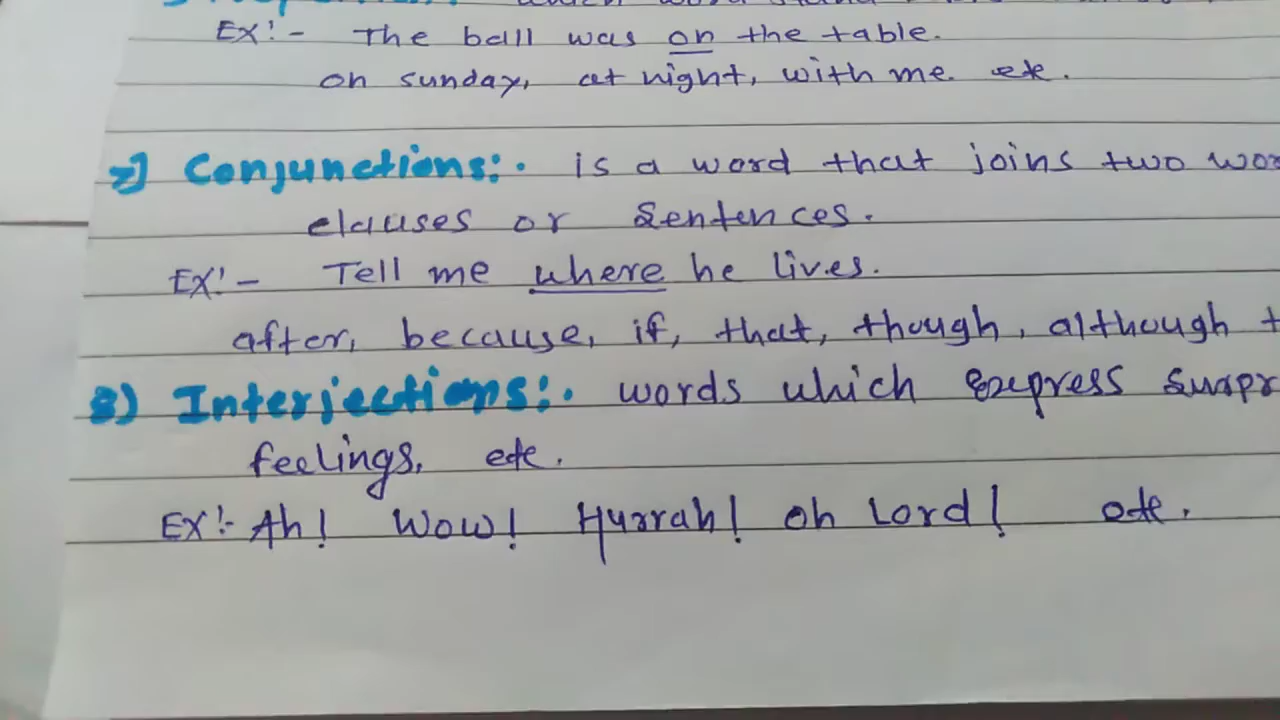 Ex:- The ball was on the table.
on sunday, at night, with me etc.
7) Conjunctions:- is a word that joins two
clauses or Sentences.
Ex:- Tell me where he lives.
after, because, if, that, though, although
8) Interjections:- words which Express
feelings, etc.
Ex:- Ah! Wow! Hurrah! oh Lord! etc.